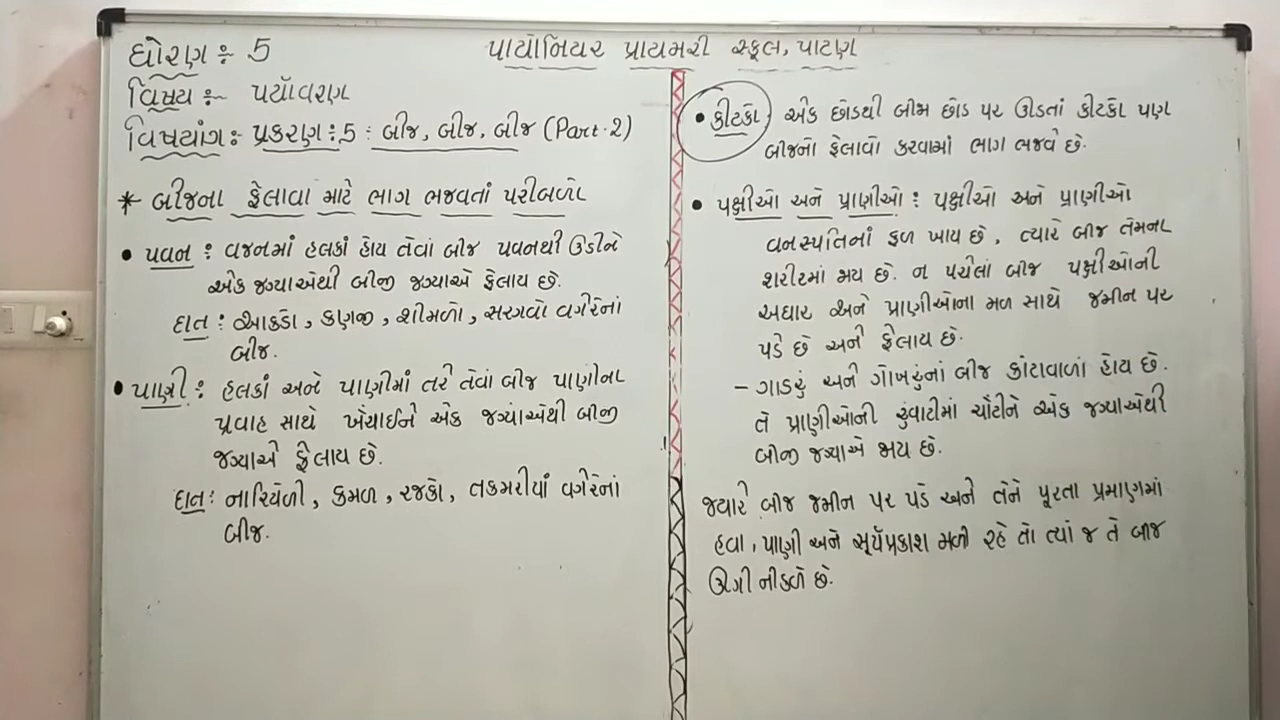 પાયોનિયર પ્રાયમરી સ્કૂલ, પાટણ
ધોરણ : 5
વિષય :- પર્યાવરણ
વિષયાંગ : પ્રકરણ : 5 : બીજ, બીજ, બીજ (Part-2)
* બીજના ફેલાવા માટે ભાગ ભજવતાં પરીબળો
• પવન : વજનમાં હલકાં હોય તેવાં બીજ પવનથી ઉડીને
એક જગ્યાએથી બીજી જગ્યાએ ફેલાય છે.
દાત : આકડો, કણજી, શીમળો, સરગવો વગેરેનાં
બીજ.
• પાણી : હલકાં અને પાણીમાં તરે તેવાં બીજ પાણીના
પ્રવાહ સાથે ખેંચાઈને એક જગ્યાએથી બીજી
જગ્યાએ ફેલાય છે.
દાત : નારિયેળી, કમળ, રજકો, તકમરીયાં વગેરેનાં
બીજ.
• કીટકો : એક છોડથી બીજા છોડ પર ઊડતાં કીટકો પણ
બીજનો ફેલાવો કરવામાં ભાગ ભજવે છે.
• પક્ષીઓ અને પ્રાણીઓ : પક્ષીઓ અને પ્રાણીઓ
વનસ્પતિનાં ફળ ખાય છે, ત્યારે બીજ તેમના
શરીરમાં જાય છે. ન પચેલાં બીજ પક્ષીઓની
અઘાર અને પ્રાણીઓના મળ સાથે જમીન પર
પડે છે અને ફેલાય છે.
- ગાડરું અને ગોખરુંનાં બીજ કાંટાવાળાં હોય છે.
તે પ્રાણીઓની રુંવાટીમાં ચોંટીને એક જગ્યાએથી
બીજી જગ્યાએ જાય છે.
જ્યારે બીજ જમીન પર પડે અને તેને પૂરતા પ્રમાણમાં
હવા, પાણી અને સૂર્યપ્રકાશ મળી રહે તો ત્યાં જ તે બીજ
ઊગી નીકળે છે.